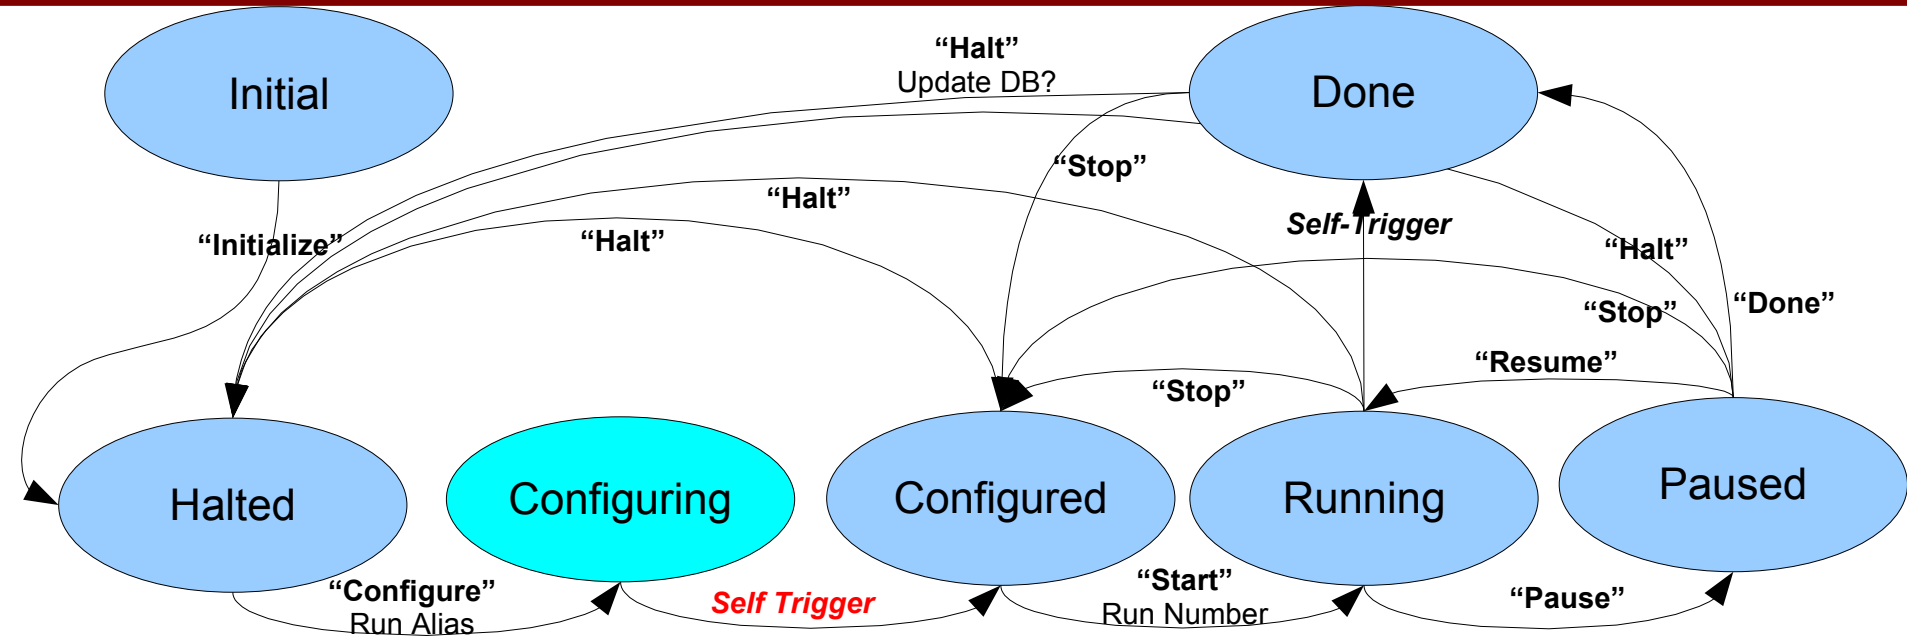 “Halt”
Update DB?
Initial
Done
“Stop”
“Halt”
“Initialize”
“Halt”
Self-Trigger
“Halt”
“Stop”
“Done”
“Resume”
“Stop”
Halted
Configuring
Configured
Running
Paused
“Configure”
Run Alias
Self Trigger
“Start”
Run Number
“Pause”